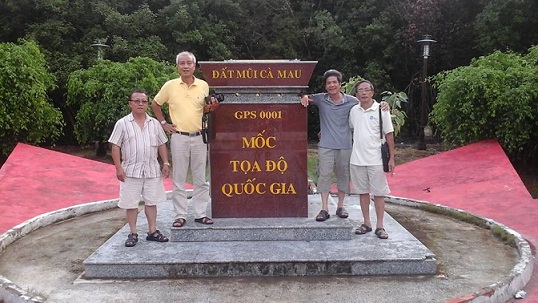 ĐẤT MŨI CÀ MAU
GPS 0001
MỐC
TỌA ĐỘ
QUỐC GIA